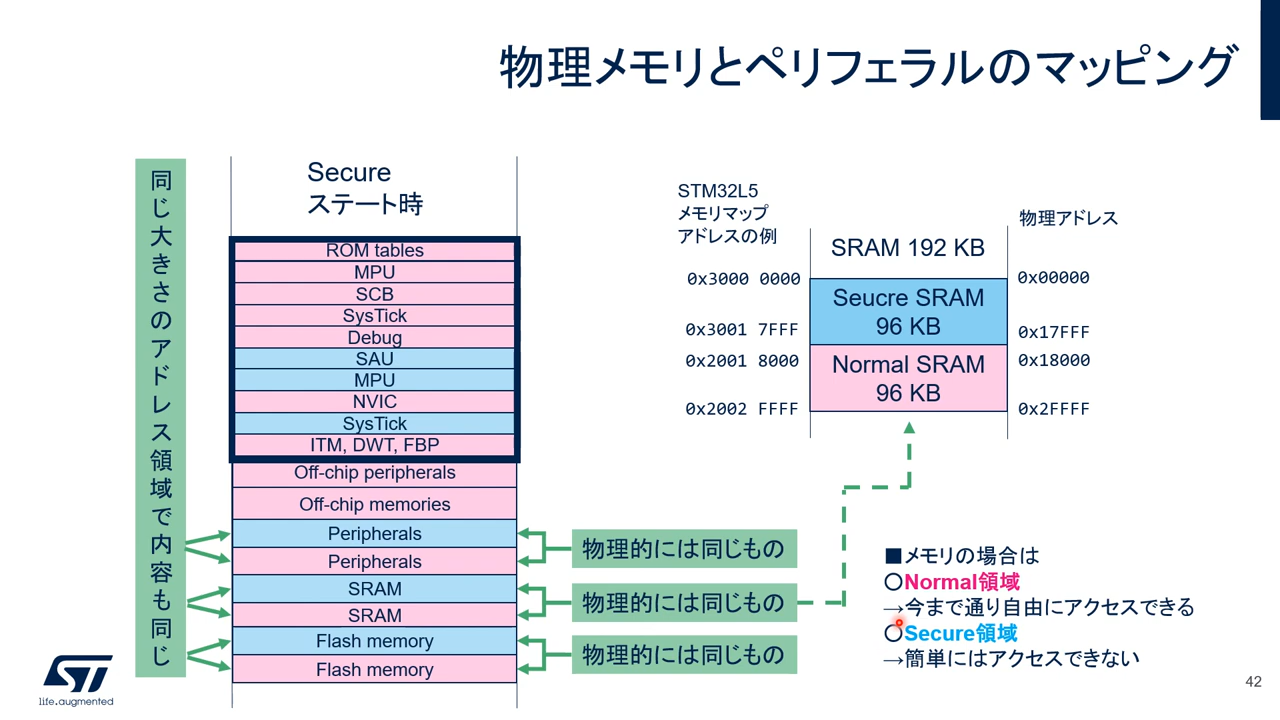 物理メモリとペリフェラルのマッピング
同じ大きさのアドレス領域で内容も同じ
Secure
ステート時
ROM tables
MPU
SCB
SysTick
Debug
SAU
MPU
NVIC
SysTick
ITM, DWT, FBP
Off-chip peripherals
Off-chip memories
Peripherals
Peripherals
SRAM
SRAM
Flash memory
Flash memory
物理的には同じもの
物理的には同じもの
物理的には同じもの
STM32L5
メモリマップ
アドレスの例
物理アドレス
SRAM 192 KB
0x3000 0000
0x00000
Seucre SRAM
96 KB
0x3001 7FFF
0x17FFF
0x2001 8000
0x18000
Normal SRAM
96 KB
0x2002 FFFF
0x2FFFF
■メモリの場合は
○Normal領域
→今まで通り自由にアクセスできる
○Secure領域
→簡単にはアクセスできない
ST
life.augmented
42